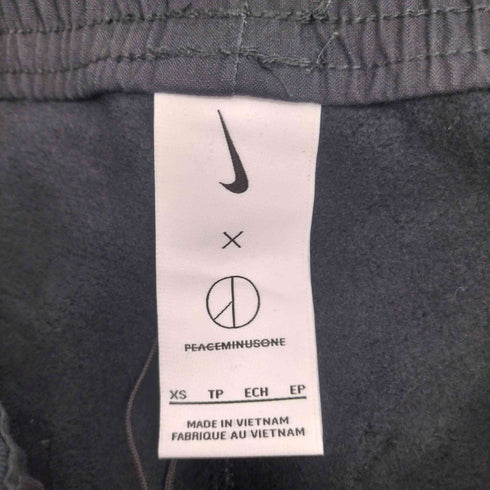 X
PEACEMINUSONE
XS TP ECH EP
MADE IN VIETNAM
FABRIQUE AU VIETNAM